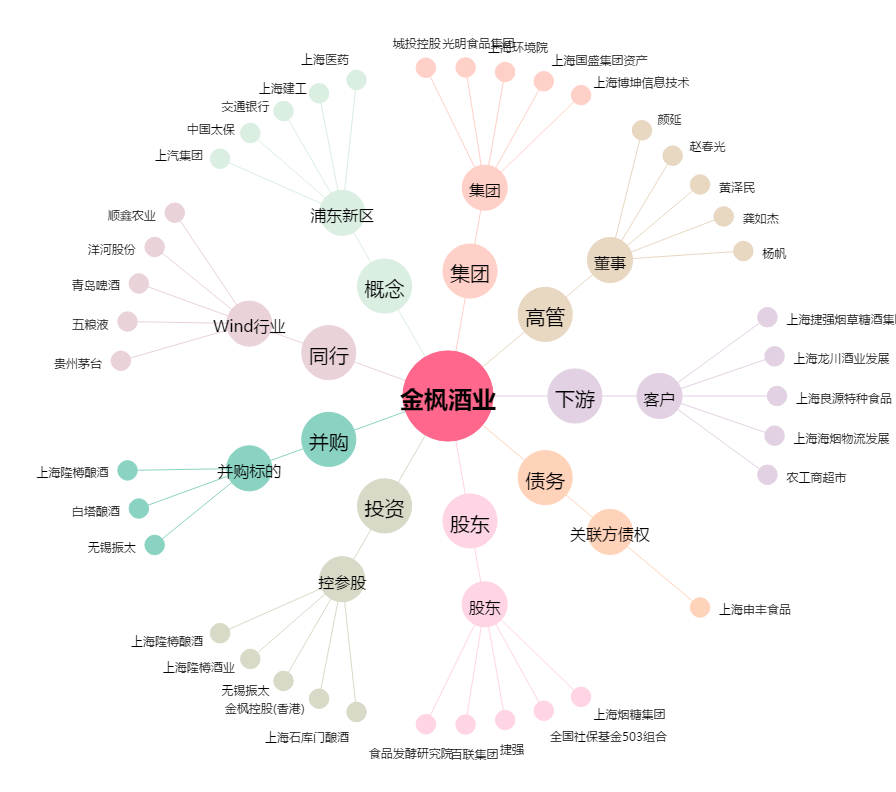 城投控股
光明食品集团
上海环境院
上海国盛集团资产
上海博坤信息技术
上海医药
上海建工
交通银行
中国太保
上汽集团
浦东新区
概念
集团
集团
颜延
赵春光
黄泽民
龚如杰
杨帆
董事
高管
顺鑫农业
洋河股份
青岛啤酒
五粮液
贵州茅台
Wind行业
同行
金枫酒业
下游
客户
上海捷强烟草糖酒集团
上海龙川酒业发展
上海良源特种食品
上海海烟物流发展
农工商超市
并购
并购标的
上海隆樽酿酒
白塔酿酒
无锡振太
投资
控参股
上海隆樽酿酒
上海隆樽酒业
无锡振太
金枫控股(香港)
上海石库门酿酒
股东
股东
食品发酵研究院
百联集团
捷强
全国社保基金503组合
上海烟糖集团
债务
关联方债权
上海申丰食品